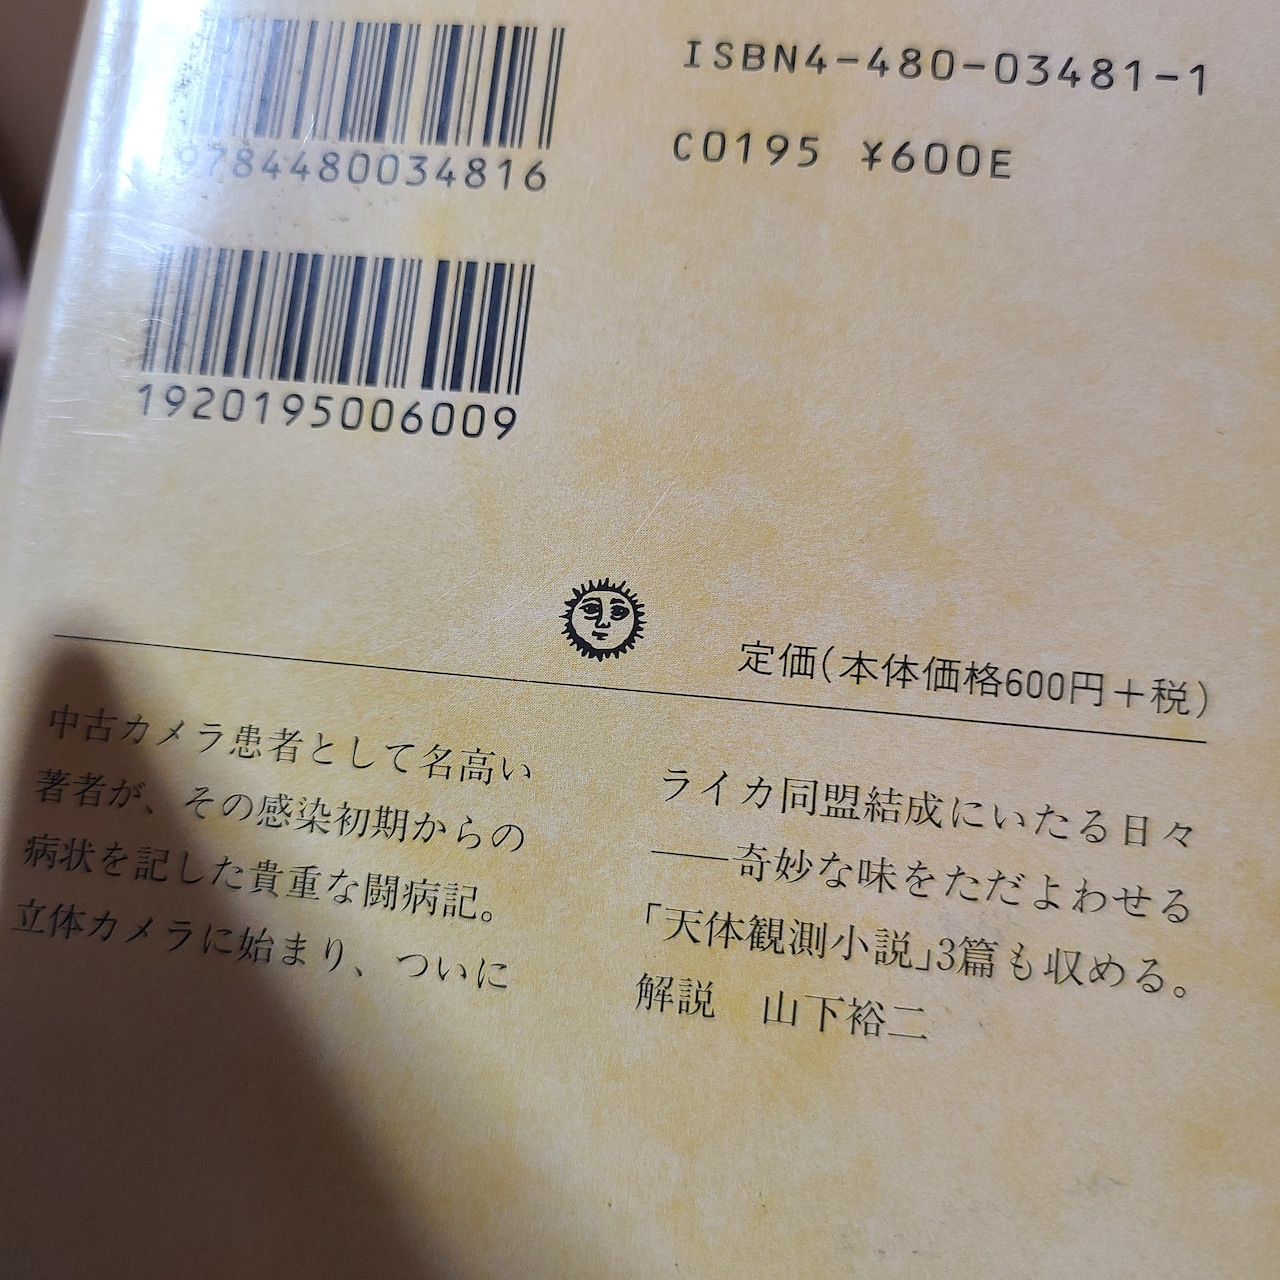 ISBN4-480-03481-1
C0195 ¥600E
9784480034816
1920195006009
定価(本体価格600円+税)
中古カメラ患者として名高い
著者が、その感染初期からの
病状を記した貴重な闘病記。
立体カメラに始まり、ついに
ライカ同盟結成にいたる日々
──奇妙な味をただよわせる
「天体観測小説」3篇も収める。
解説　山下裕二